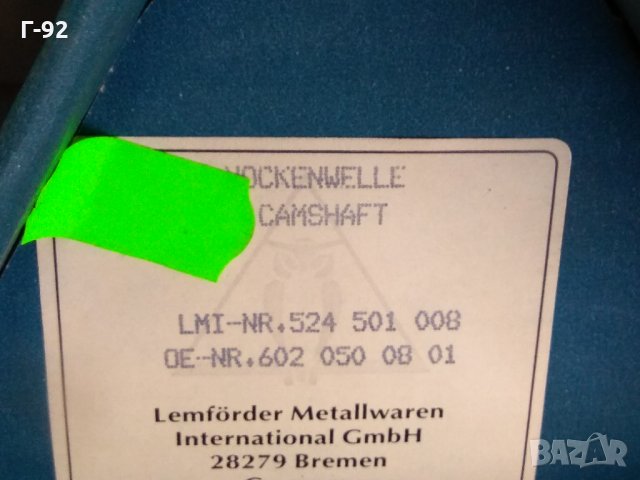 Г-92
NOCKENWELLE
CAMSHAFT
LMI-NR.524 501 008
OE-NR.602 050 08 01
Lemförder Metallwaren
International GmbH
28279 Bremen
BAZAR